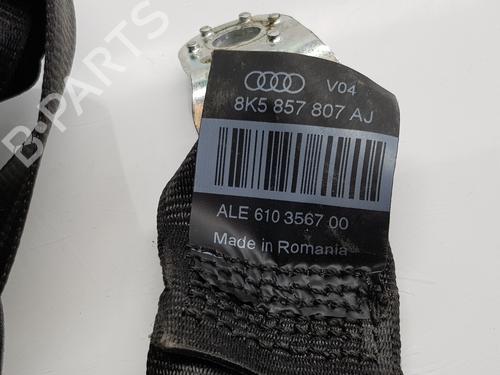 V04
8K5 857 807 AJ
ALE 610 3567 00
Made in Romania
B-PARTS